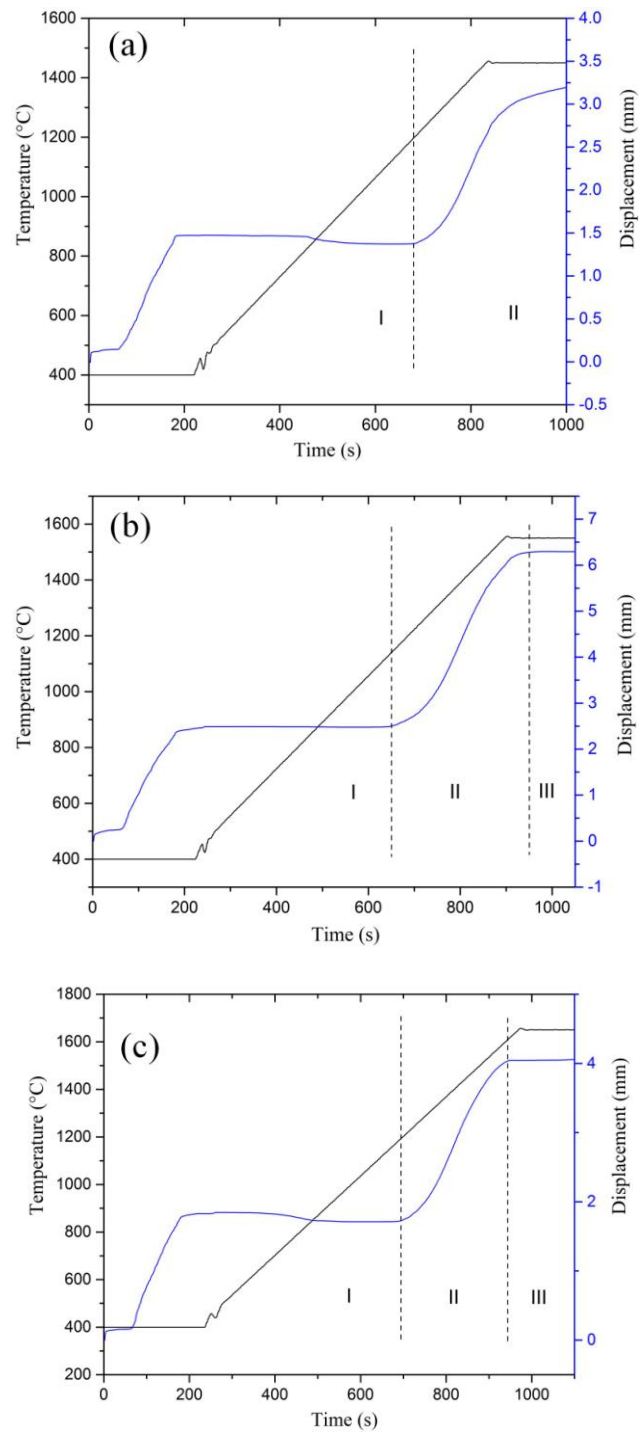 (a)
Temperature (°C)
1600
1400
1200
1000
800
600
400
4.0
3.5
3.0
2.5
2.0
1.5
1.0
0.5
0.0
-0.5
Displacement (mm)
I
II
0 200 400 600 800 1000
Time (s)
(b)
Temperature (°C)
1600
1400
1200
1000
800
600
400
7
6
5
4
3
2
1
0
-1
Displacement (mm)
I II III
0 200 400 600 800 1000
Time (s)
(c)
Temperature (°C)
1800
1600
1400
1200
1000
800
600
400
200
4
2
0
Displacement (mm)
I II III
0 200 400 600 800 1000
Time (s)